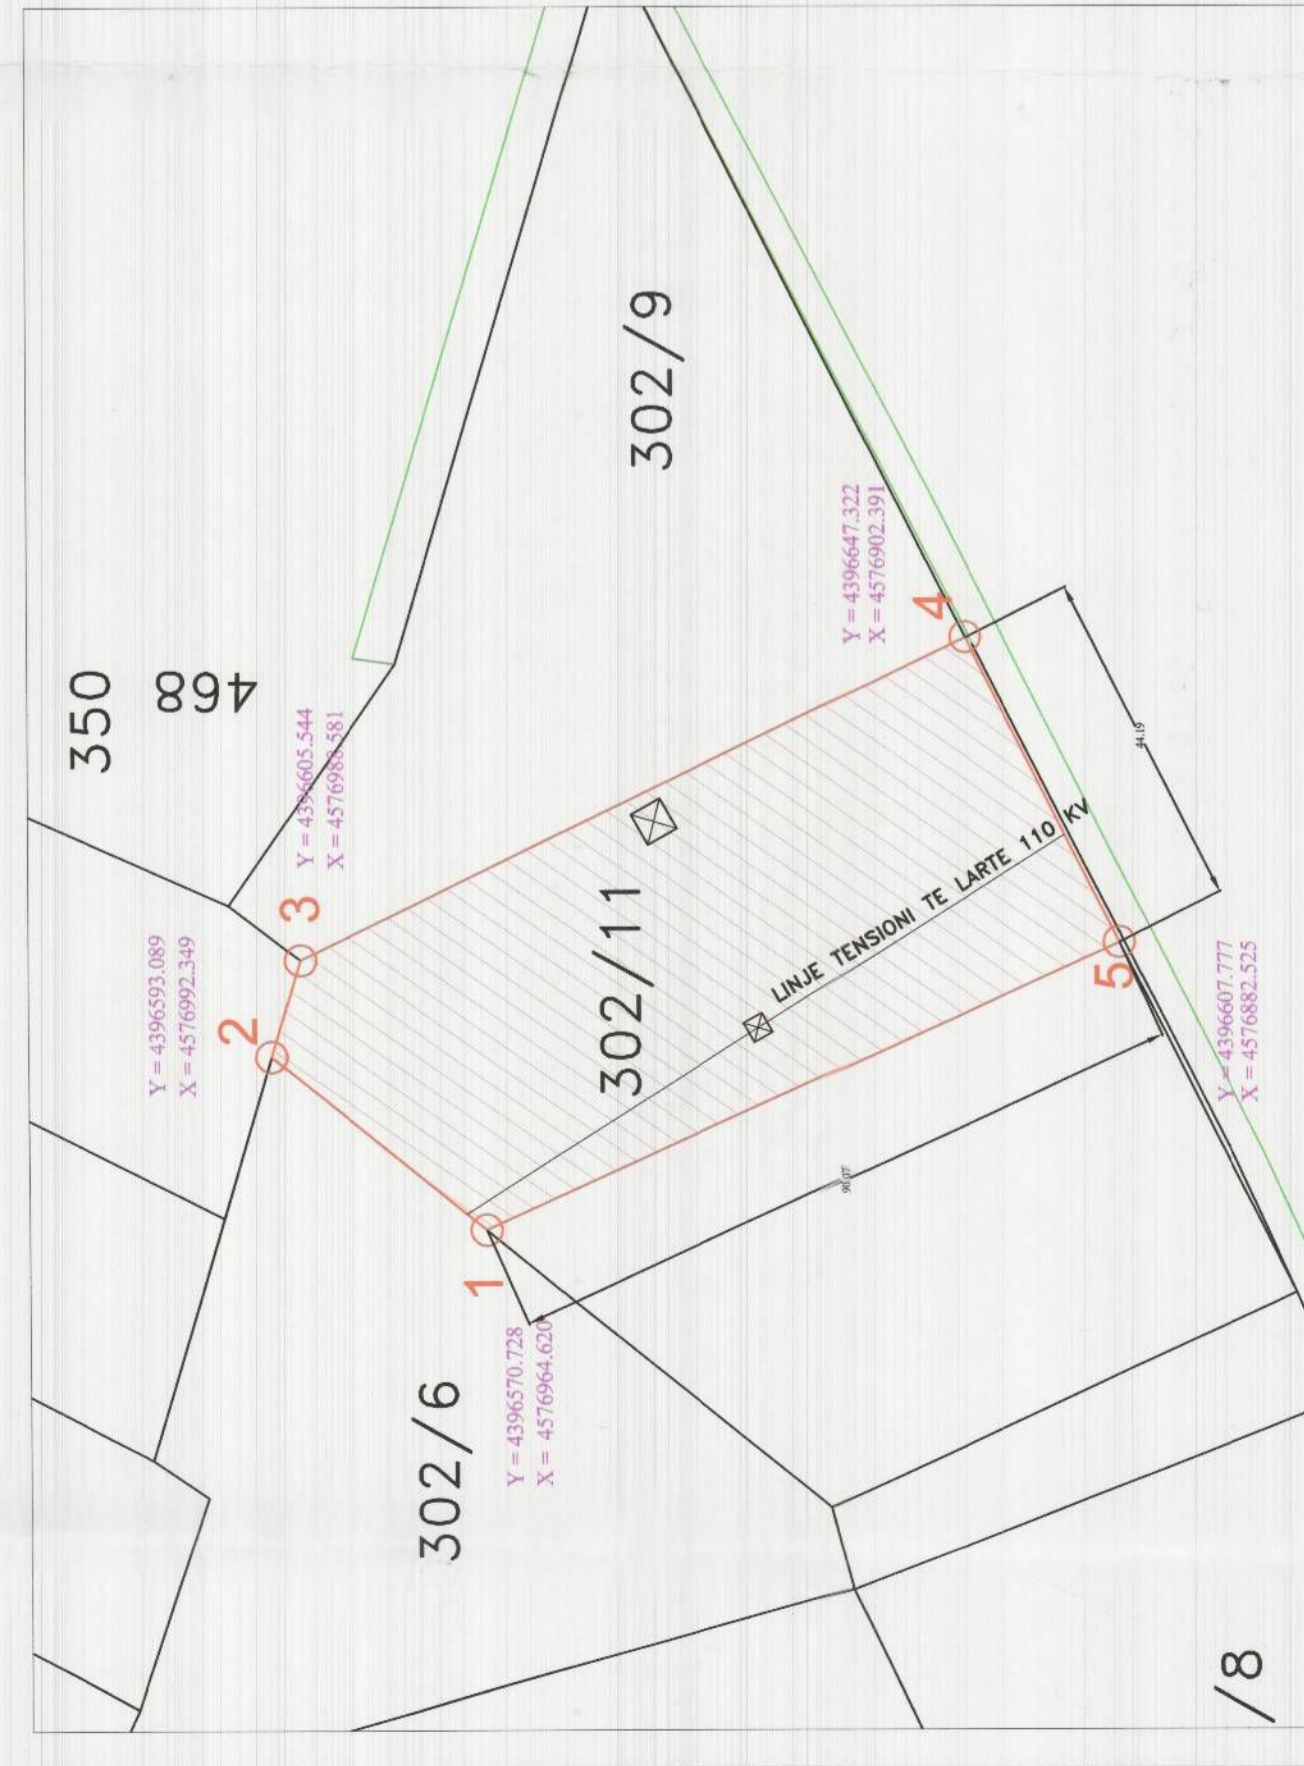 350
468
Y = 4396605.544
Y = 4396593.089
X = 4576992.349
2
3
302/9
Y = 4396647.322
X = 4576902.391
4
302/11
LINJE TENSIONI TE LARTE 110 KV
44.19
5
Y = 4396607.777
X = 4576882.525
1
Y = 4396570.728
X = 4576964.620
302/6
/8